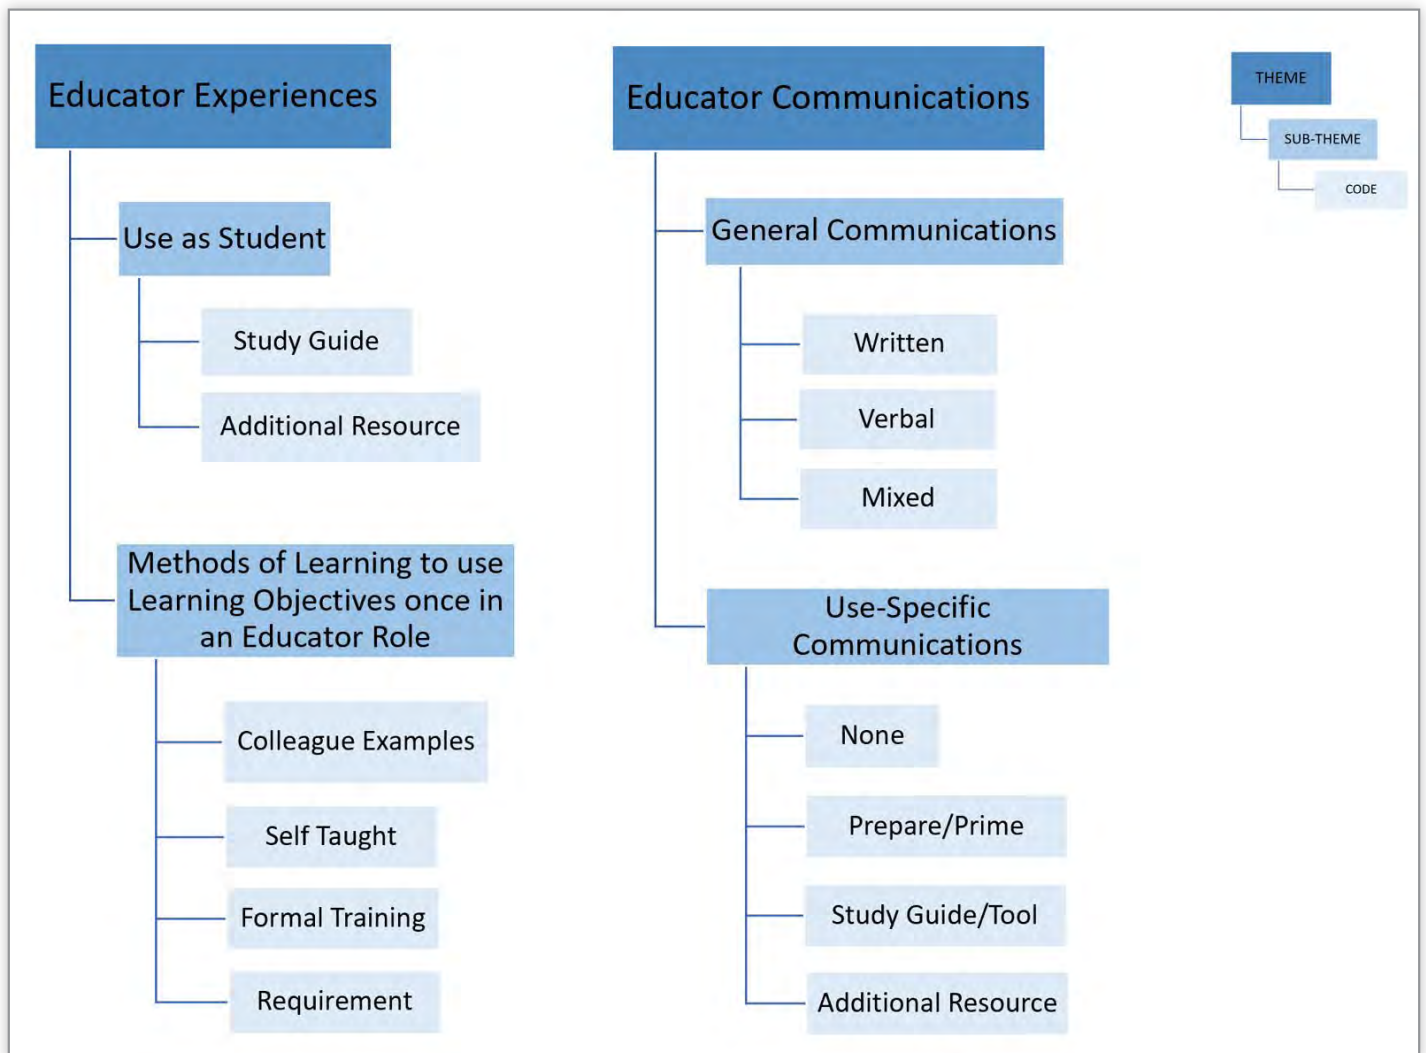 Educator Experiences
Use as Student
Study Guide
Additional Resource
Methods of Learning to use
Learning Objectives once in
an Educator Role
Colleague Examples
Self Taught
Formal Training
Requirement
Educator Communications
General Communications
Written
Verbal
Mixed
Use-Specific
Communications
None
Prepare/Prime
Study Guide/Tool
Additional Resource
THEME
SUB-THEME
CODE